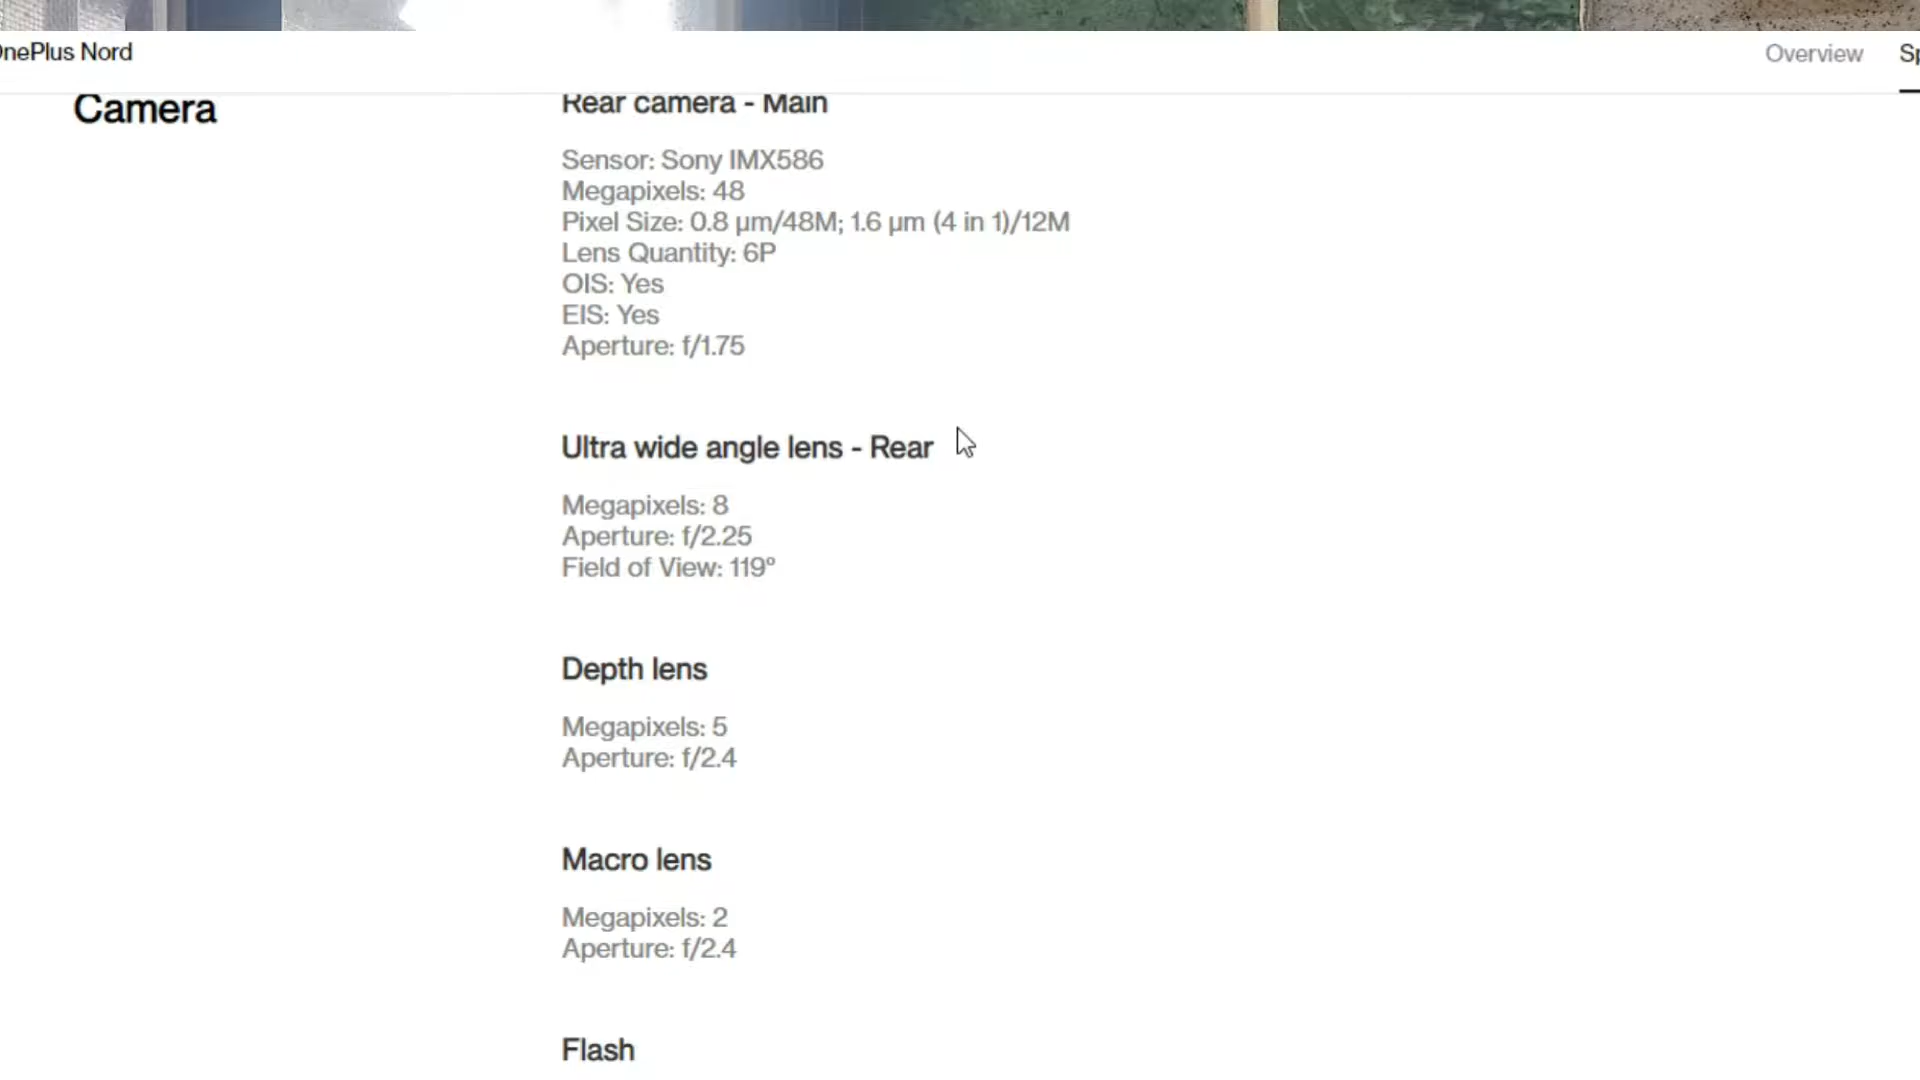 OnePlus Nord
Overview
Camera
Rear camera - Main
Sensor: Sony IMX586
Megapixels: 48
Pixel Size: 0.8 µm/48M; 1.6 µm (4 in 1)/12M
Lens Quantity: 6P
OIS: Yes
EIS: Yes
Aperture: f/1.75
Ultra wide angle lens - Rear
Megapixels: 8
Aperture: f/2.25
Field of View: 119º
Depth lens
Megapixels: 5
Aperture: f/2.4
Macro lens
Megapixels: 2
Aperture: f/2.4
Flash